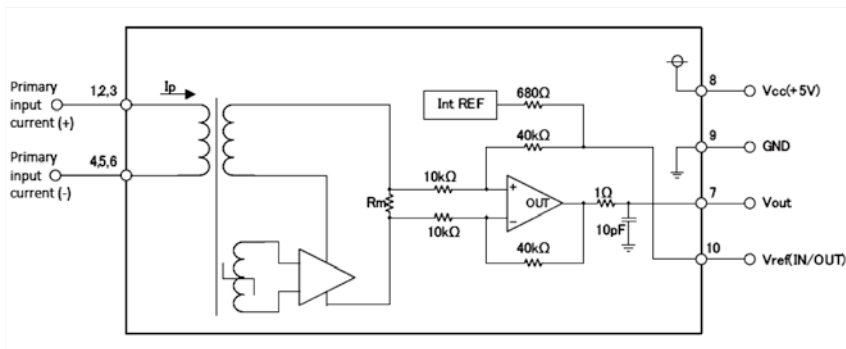 Primary
input
current (+)
1,2,3
Ip
Primary
input
current (-)
4,5,6
Int REF
680Ω
40kΩ
10kΩ
Rm
+
OUT
−
10kΩ
40kΩ
1Ω
10pF
8
Vcc(+5V)
9
GND
7
Vout
10
Vref(IN/OUT)